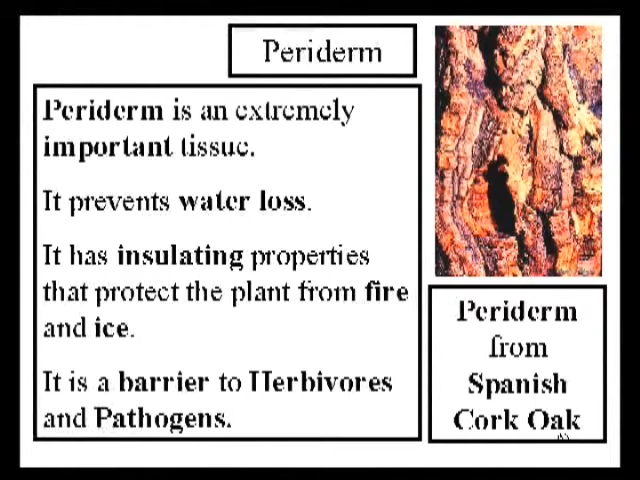 Periderm
Periderm is an extremely
important tissue.
It prevents water loss.
It has insulating properties
that protect the plant from fire
and ice.
It is a barrier to Herbivores
and Pathogens.
Periderm
from
Spanish
Cork Oak